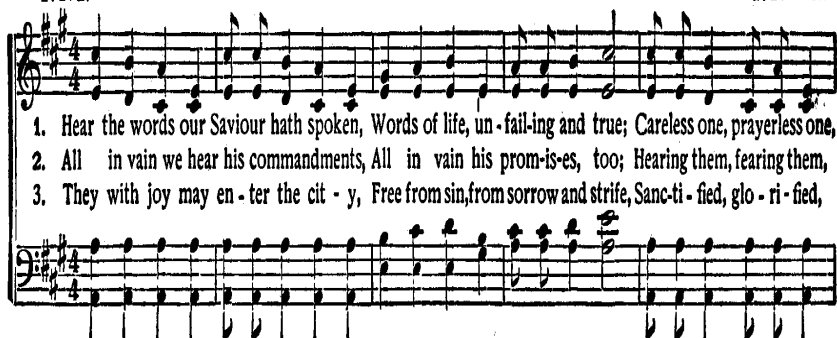 1. Hear the words our Saviour hath spoken, Words of life, un-fail-ing and true; Careless one, prayerless one,
2. All in vain we hear his commandments, All in vain his prom-is-es, too; Hearing them, fearing them,
3. They with joy may en-ter the cit-y, Free from sin, from sorrow and strife, Sanc-ti-fied, glo-ri-fied,